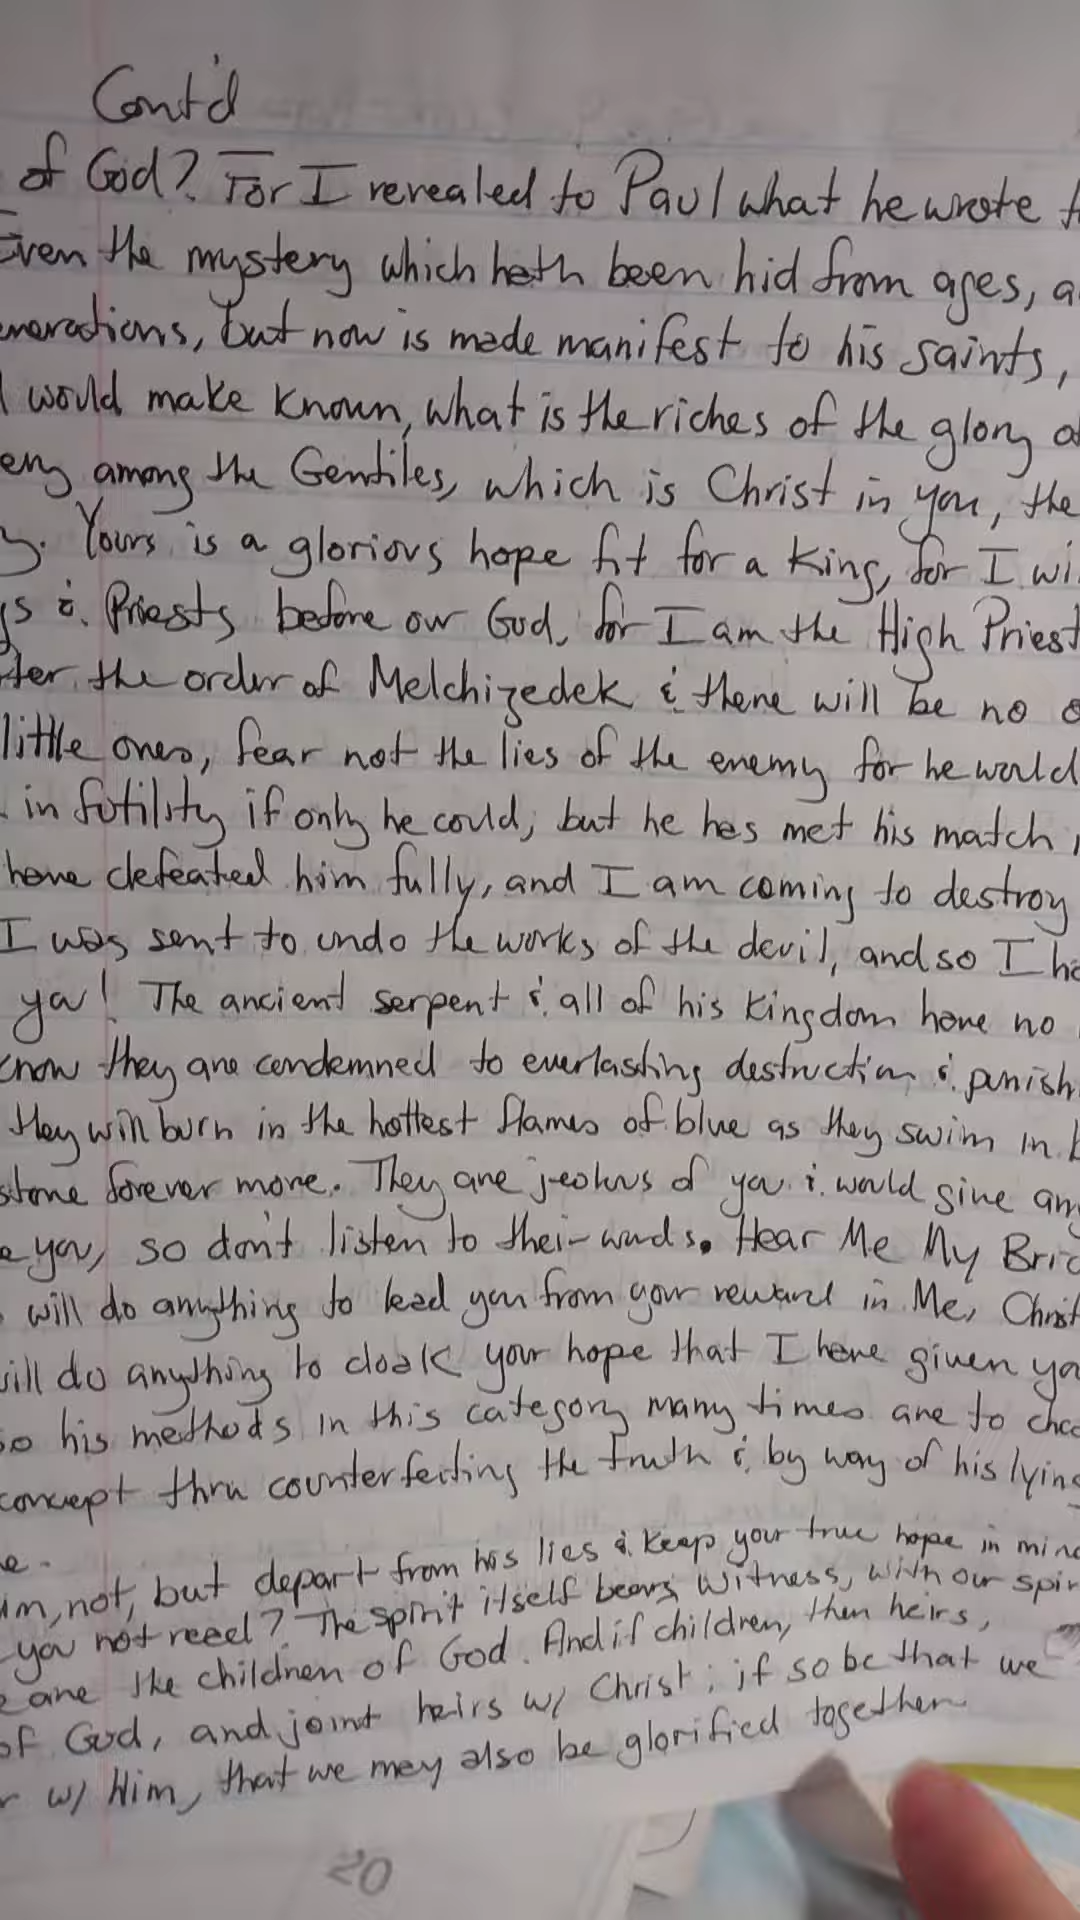 Cont'd
of God? For I revealed to Paul what he wrote
Even the mystery which hath been hid from ages,
enerations, but now is made manifest to his saints,
would make known, what is the riches of the glory
ery among the Gentiles, which is Christ in you, the
y. Yours is a glorious hope fit for a King, for I wi
gs & Priests before our God, for I am the High Priest
fter the order of Melchizedek & there will be no
little ones, fear not the lies of the enemy for he would
in futility if only he could, but he has met his match
have defeated him fully, and I am coming to destroy
I was sent to undo the works of the devil, and so I ha
ya! The ancient serpent & all of his Kingdom have no
know they are condemned to everlasting destruction & punish
they will burn in the hottest flames of blue as they swim in b
stone forever more. They are jealous of you & would give any
e you, so don't listen to their words. Hear Me My Brid
will do anything to lead you from your reward in Me, Christ
will do anything to cloak your hope that I have given yo
so his methods in this category many times are to
concept thru counterfeiting the truth & by way of his lying
e.
im, not, but depart from his lies & keep your true hope in mind
you not read? The spirit itself bears witness, with our spir
e are the children of God. And if children, then heirs,
of God, and joint heirs w/ Christ; if so be that we
r w/ Him, that we may also be glorified together
20